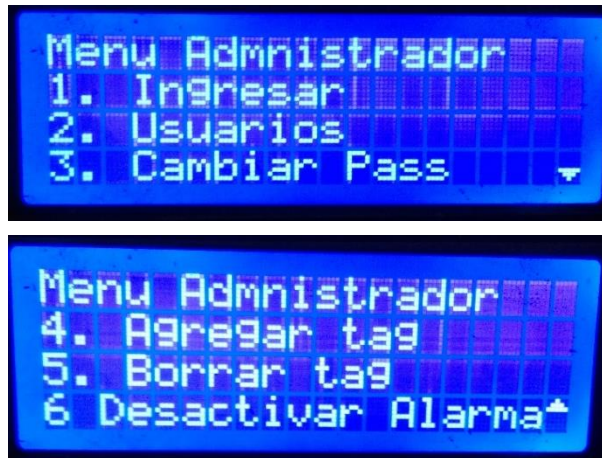 Menu Admnistrador
1. Ingresar
2. Usuarios
3. Cambiar Pass
Menu Admnistrador
4. Agregar tag
5. Borrar tag
6 Desactivar Alarma